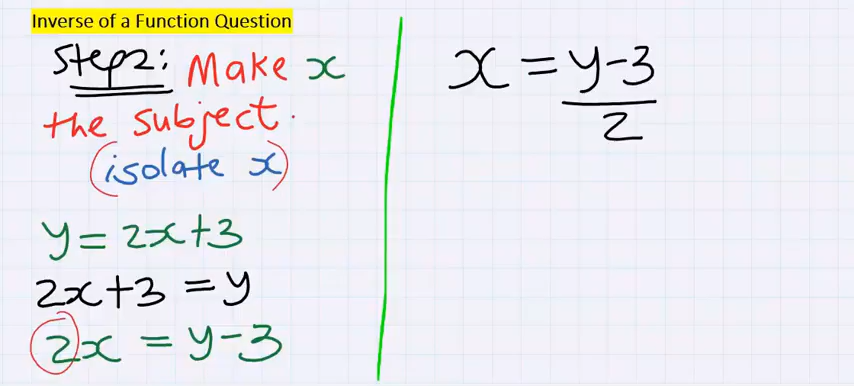 Inverse of a Function Question
Step2: Make x
the subject.
(isolate x)
y = 2x+3
2x+3 = y
2x = y-3
x = y-3
2